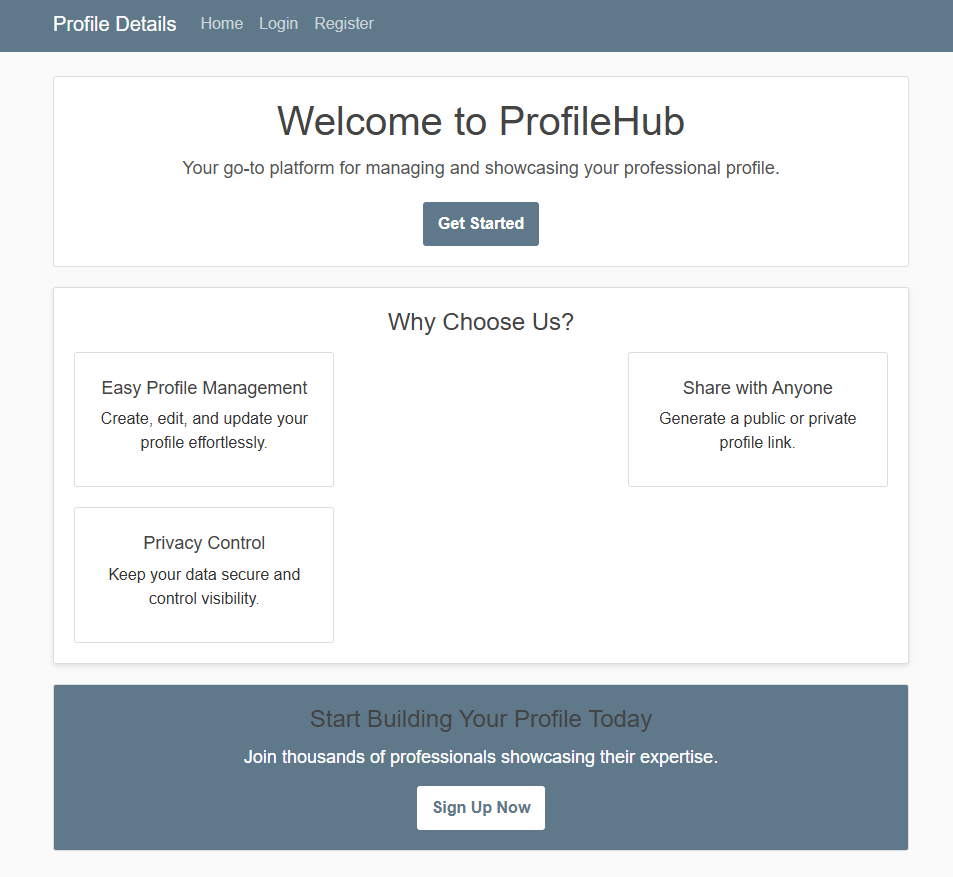 Profile Details Home Login Register
Welcome to ProfileHub
Your go-to platform for managing and showcasing your professional profile.
Get Started
Why Choose Us?
Easy Profile Management
Create, edit, and update your
profile effortlessly.
Share with Anyone
Generate a public or private
profile link.
Privacy Control
Keep your data secure and
control visibility.
Start Building Your Profile Today
Join thousands of professionals showcasing their expertise.
Sign Up Now